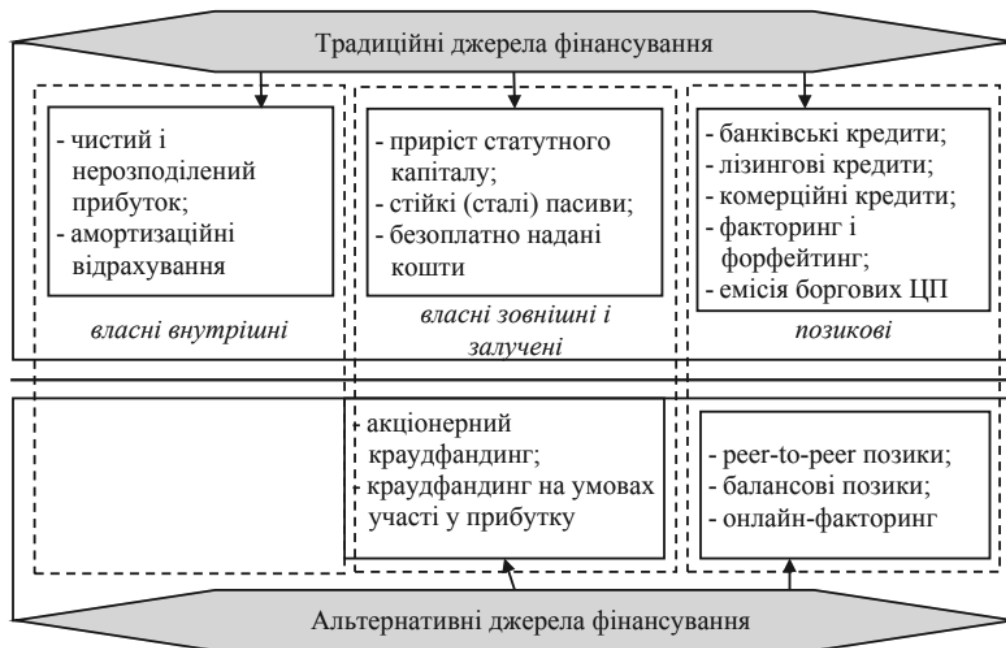 Традиційні джерела фінансування
- чистий і
нерозподілений
прибуток;
- амортизаційні
відрахування
власні внутрішні
- приріст статутного
капіталу;
- стійкі (сталі) пасиви;
- безоплатно надані
кошти
власні зовнішні і
залучені
- банківські кредити;
- лізингові кредити;
- комерційні кредити;
- факторинг і
форфейтинг;
- емісія боргових ЦП
позикові
- акціонерний
краудфандинг;
- краудфандинг на умовах
участі у прибутку
- peer-to-peer позики;
- балансові позики;
- онлайн-факторинг
Альтернативні джерела фінансування